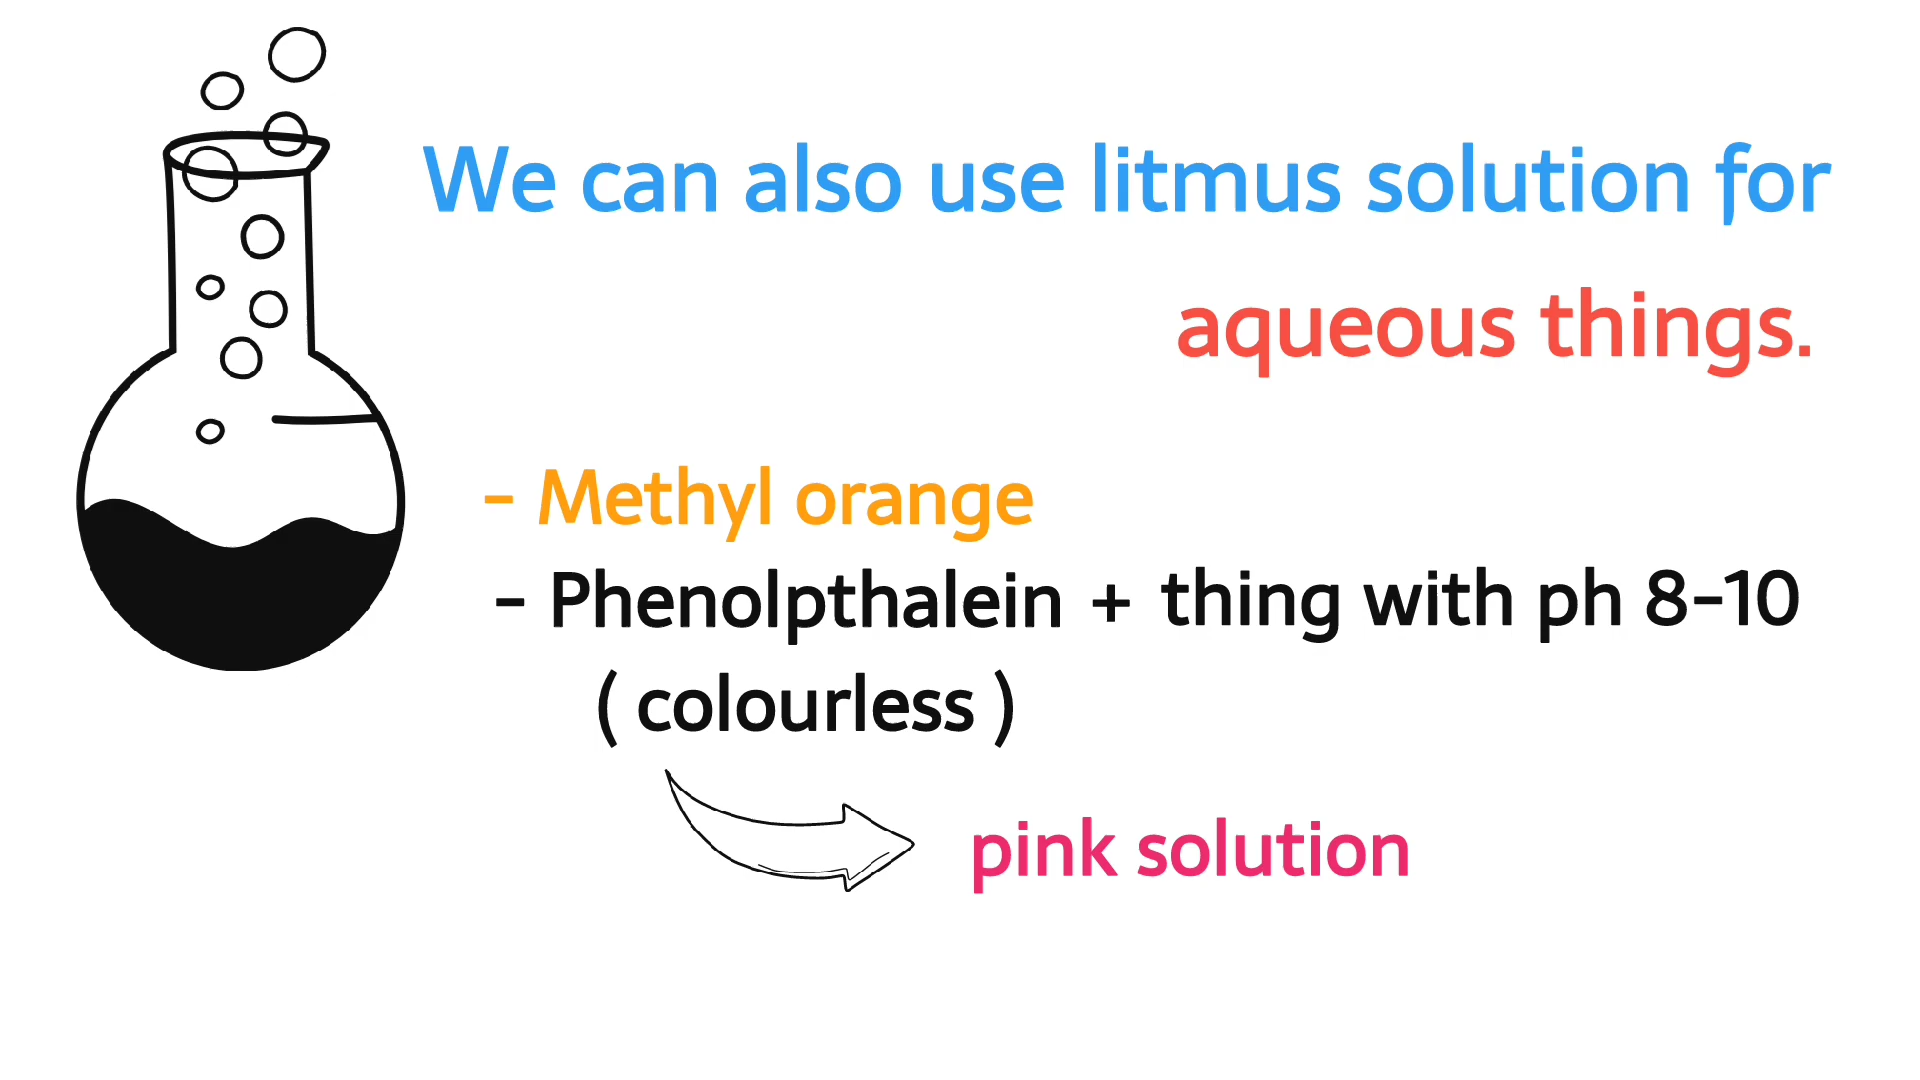 We can also use litmus solution for
aqueous things.
- Methyl orange
- Phenolpthalein + thing with ph 8-10
( colourless )
pink solution